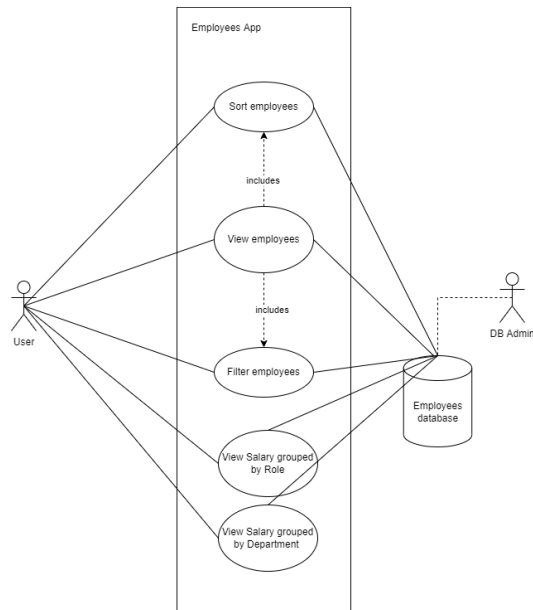 Employees App
Sort employees
includes
View employees
includes
User
DB Admin
Filter employees
Employees
database
View Salary grouped
by Role
View Salary grouped
by Department